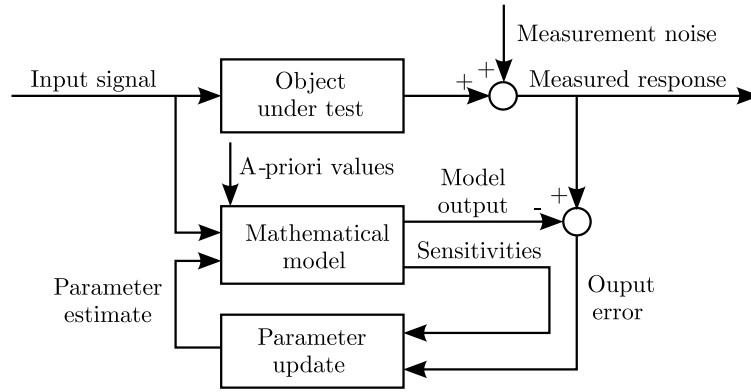 Measurement noise
Input signal
Object
under test
+
+
Measured response
A-priori values
Model
output
-
+
Mathematical
model
Sensitivities
Parameter
estimate
Ouput
error
Parameter
update